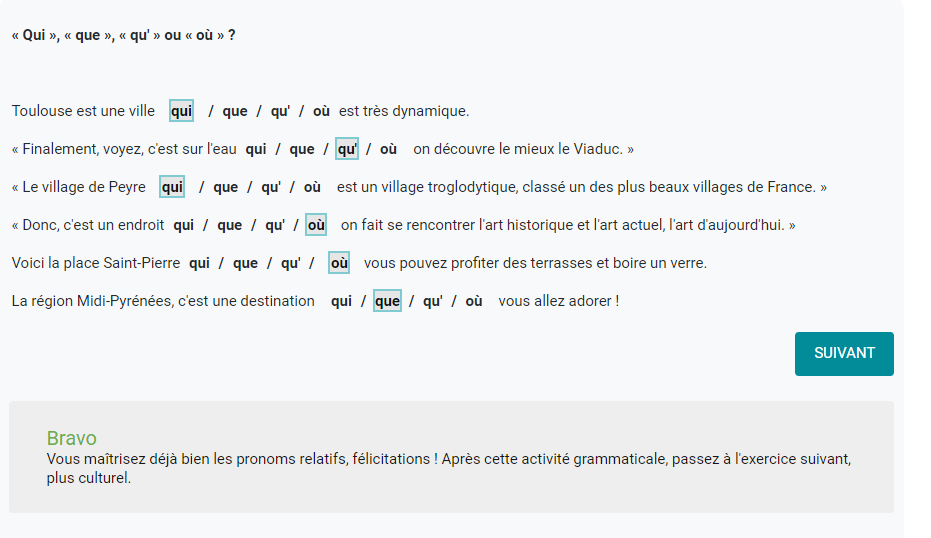 « Qui », « que », « qu' » ou « où » ?
Toulouse est une ville qui / que / qu' / où est très dynamique.
« Finalement, voyez, c'est sur l'eau qui / que / qu' / où on découvre le mieux le Viaduc. »
« Le village de Peyre qui / que / qu' / où est un village troglodytique, classé un des plus beaux villages de France. »
« Donc, c'est un endroit qui / que / qu' / où on fait se rencontrer l'art historique et l'art actuel, l'art d'aujourd'hui. »
Voici la place Saint-Pierre qui / que / qu' / où vous pouvez profiter des terrasses et boire un verre.
La région Midi-Pyrénées, c'est une destination qui / que / qu' / où vous allez adorer !
SUIVANT
Bravo
Vous maîtrisez déjà bien les pronoms relatifs, félicitations ! Après cette activité grammaticale, passez à l'exercice suivant,
plus culturel.